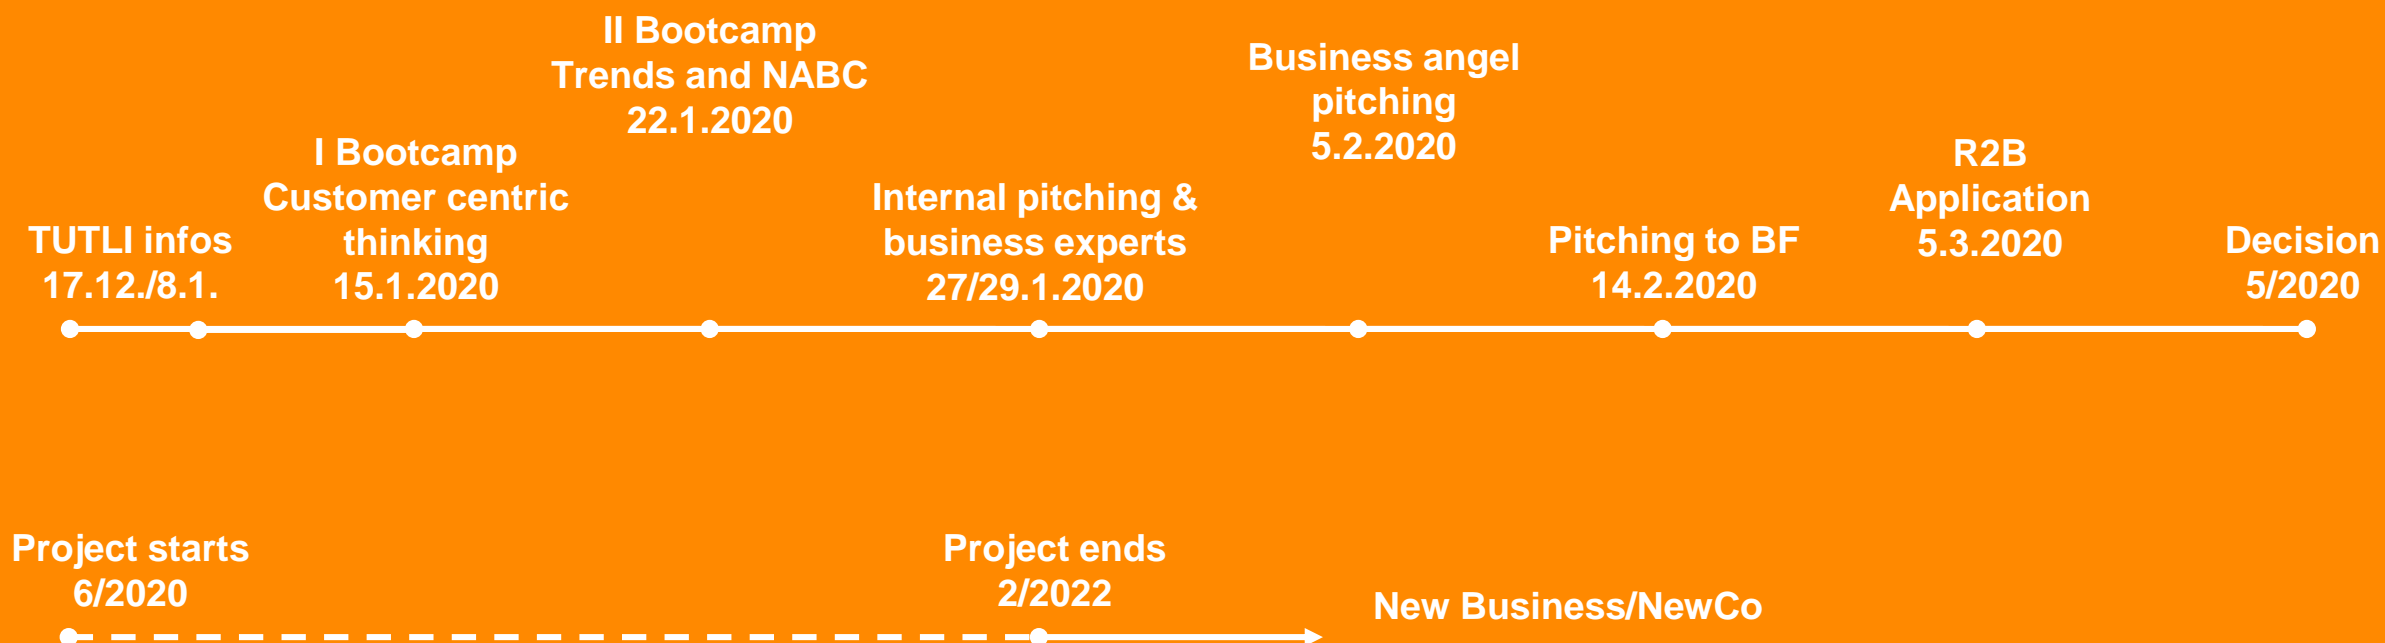 TUTLI infos
17.12./8.1.
I Bootcamp
Customer centric
thinking
15.1.2020
II Bootcamp
Trends and NABC
22.1.2020
Internal pitching &
business experts
27/29.1.2020
Business angel
pitching
5.2.2020
Pitching to BF
14.2.2020
R2B
Application
5.3.2020
Decision
5/2020
Project starts
6/2020
Project ends
2/2022
New Business/NewCo